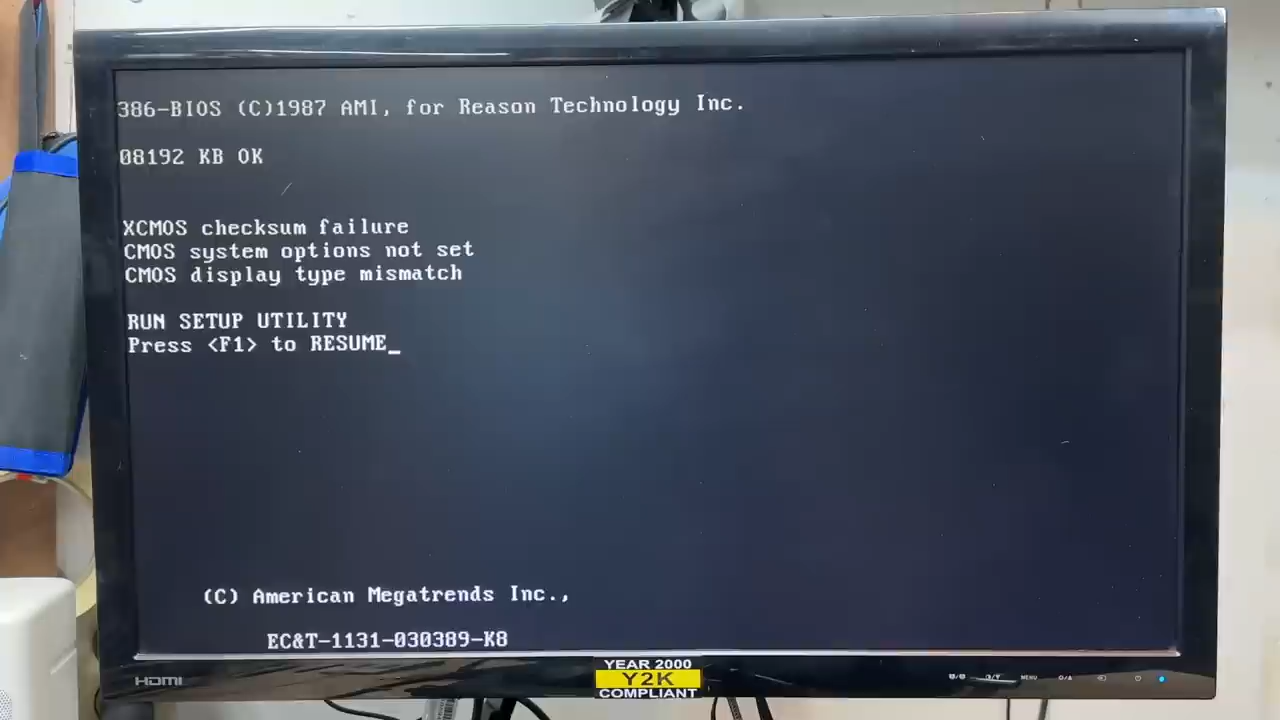 386-BIOS (C)1987 AMI, for Reason Technology Inc.
08192 KB OK
XCMOS checksum failure
CMOS system options not set
CMOS display type mismatch
RUN SETUP UTILITY
Press <F1> to RESUME_
(C) American Megatrends Inc.,
EC&T-1131-030389-K8
HDMI
YEAR 2000
Y2K
COMPLIANT
MENU